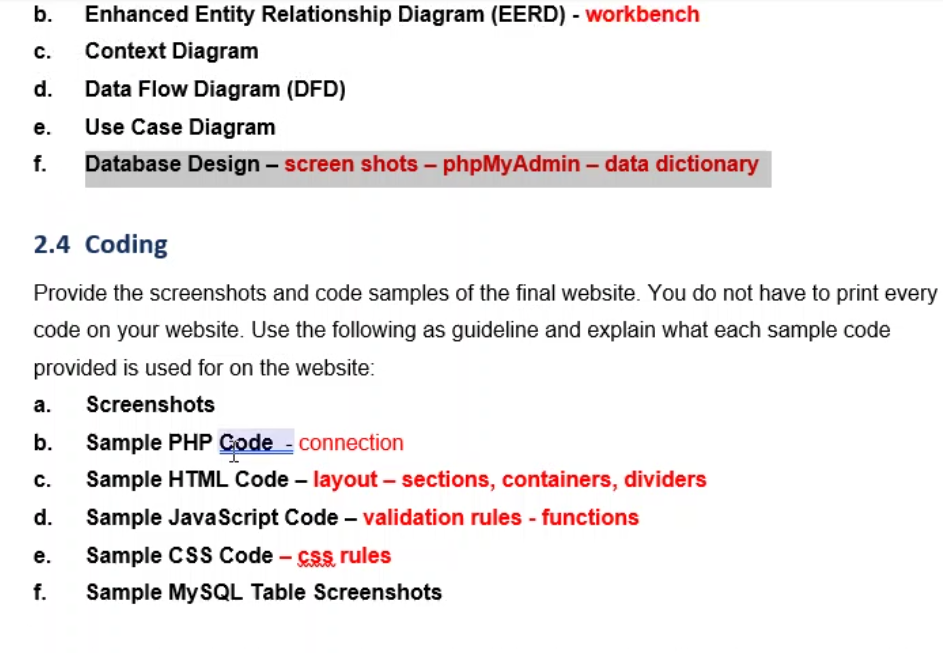 b. Enhanced Entity Relationship Diagram (EERD) - workbench
c. Context Diagram
d. Data Flow Diagram (DFD)
e. Use Case Diagram
f. Database Design – screen shots – phpMyAdmin – data dictionary
2.4 Coding
Provide the screenshots and code samples of the final website. You do not have to print every
code on your website. Use the following as guideline and explain what each sample code
provided is used for on the website:
a. Screenshots
b. Sample PHP Code - connection
c. Sample HTML Code – layout – sections, containers, dividers
d. Sample JavaScript Code – validation rules - functions
e. Sample CSS Code – css rules
f. Sample MySQL Table Screenshots